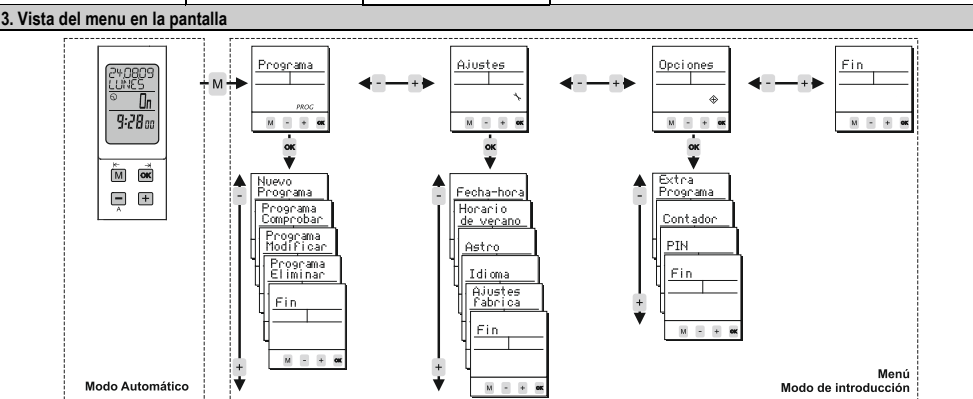 3. Vista del menu en la pantalla
24.08.09
LUNES
On
9:28 00
M
OK
-
+
A
Modo Automático
M
Programa
PROG
M - + OK
- +
Ajustes
M - + OK
- +
Opciones
M - + OK
- +
Fin
M - + OK
OK
OK
OK
-
+
Nuevo
Programa
Programa
Comprobar
Programa
Modificar
Programa
Eliminar
Fin
M - + OK
-
+
Fecha-hora
Horario
de verano
Astro
Idioma
Ajustes
fabrica
Fin
M - + OK
-
+
Extra
Programa
Contador
PIN
Fin
M - + OK
Menú
Modo de introducción